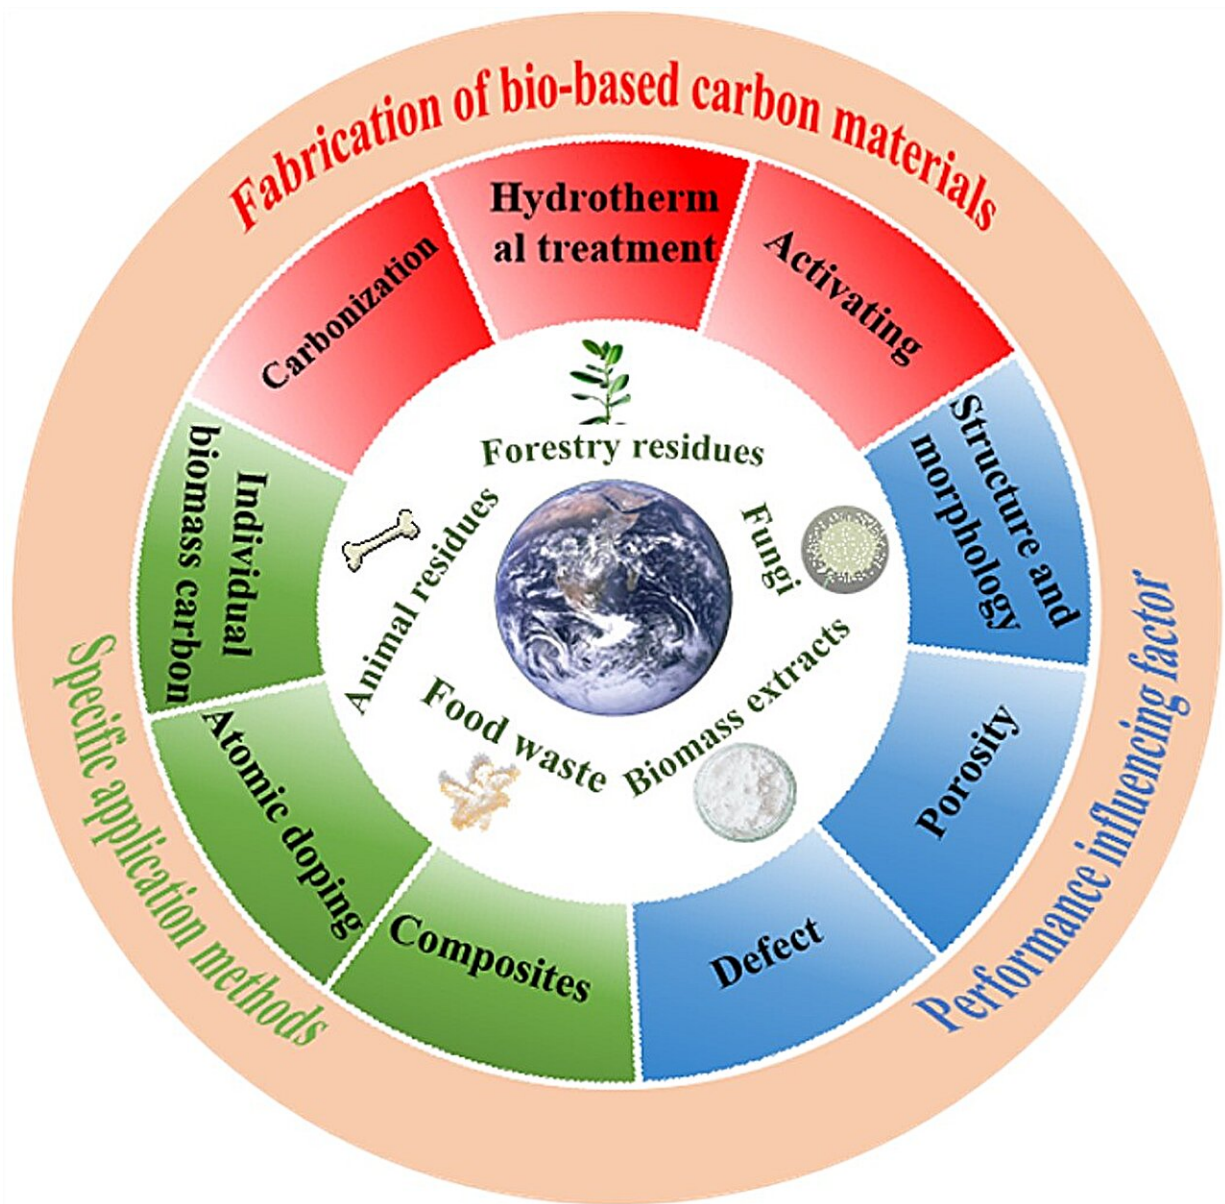 Fabrication of bio-based carbon materials
Hydrotherm
al treatment
Activating
Carbonization
Structure and
morphology
Porosity
Defect
Composites
Atomic doping
Individual
biomass carbon
Performance influencing factor
Specific application methods
Forestry residues
Fungi
Biomass extracts
Food waste
Animal residues